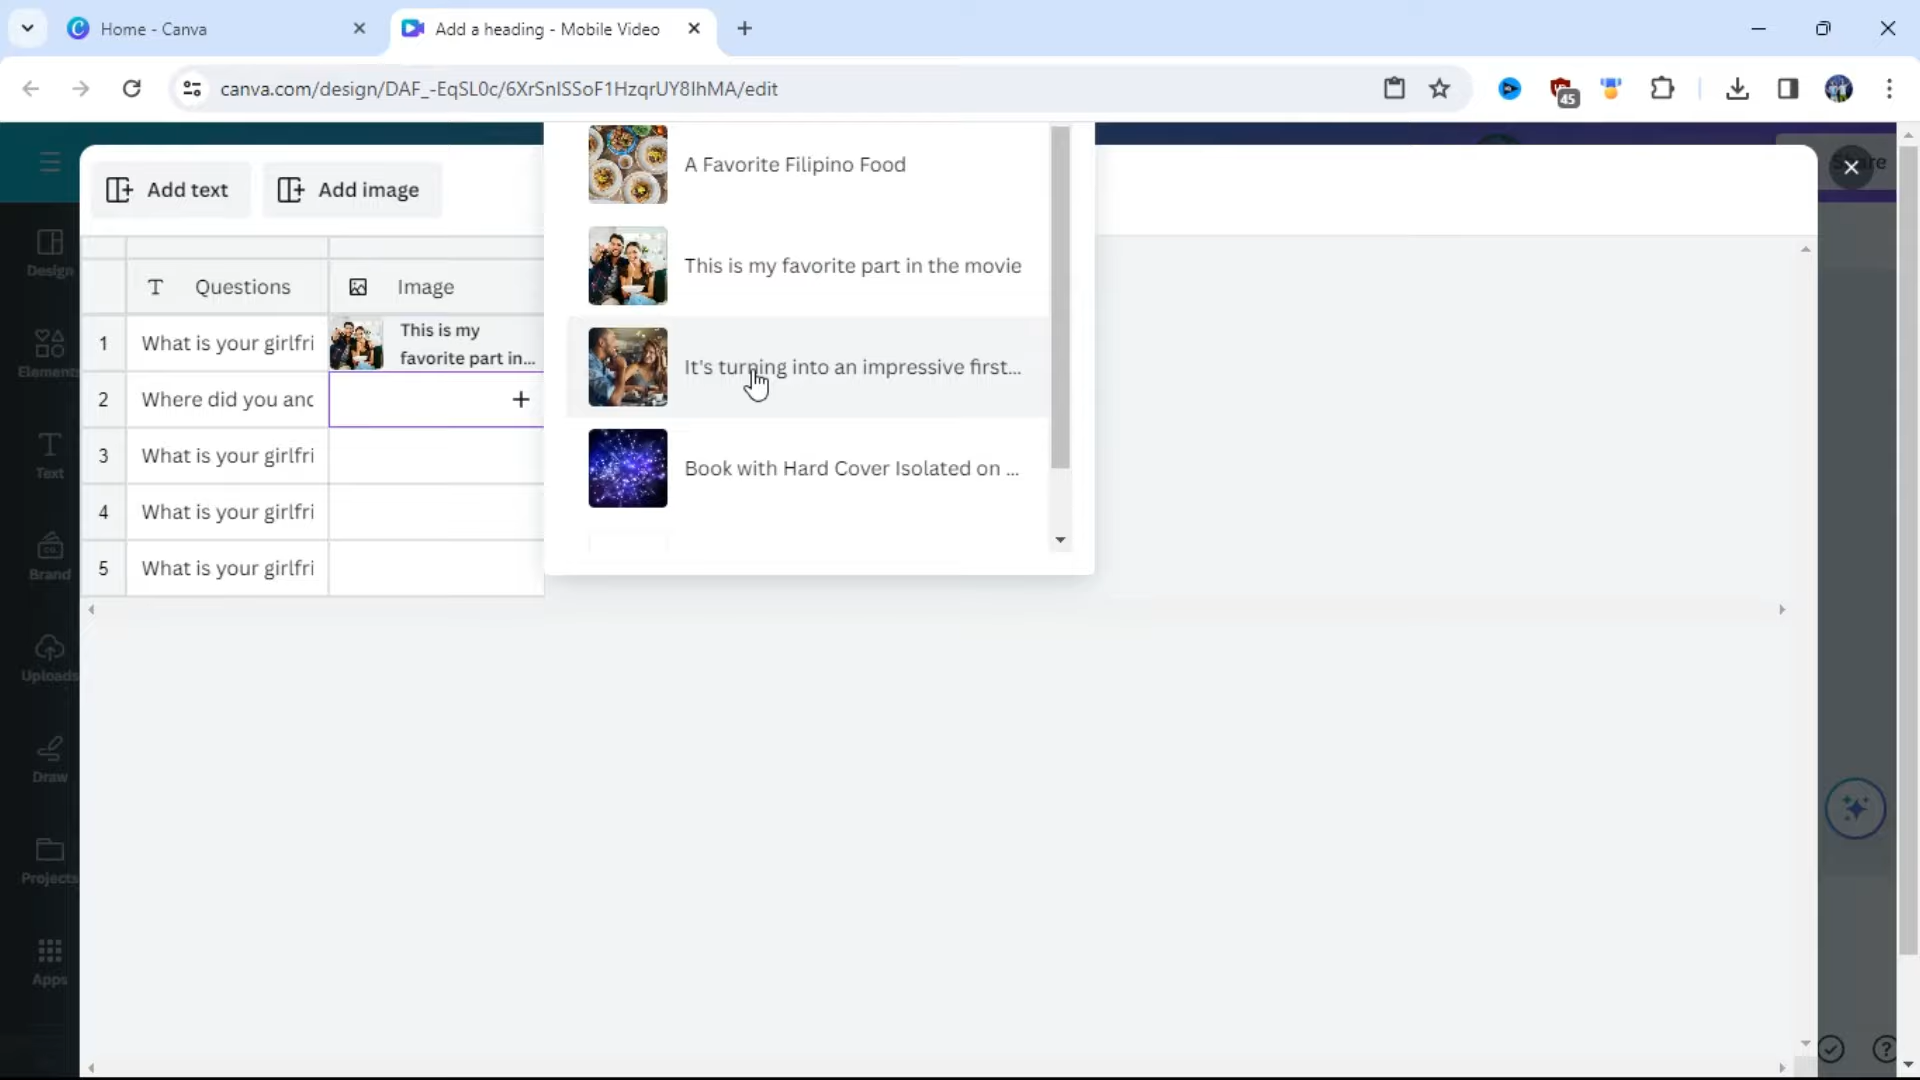 Home - Canva
Add a heading - Mobile Video
canva.com/design/DAF_-EqSL0c/6XrSnISSoF1HzqrUY8IhMA/edit
45
Add text
Add image
Share
Design
Elements
Text
Brand
Uploads
Draw
Projects
Apps
Questions
Image
1
What is your girlfri
This is my
favorite part in...
2
Where did you and
3
What is your girlfri
4
What is your girlfri
5
What is your girlfri
A Favorite Filipino Food
This is my favorite part in the movie
It's turning into an impressive first...
Book with Hard Cover Isolated on ...